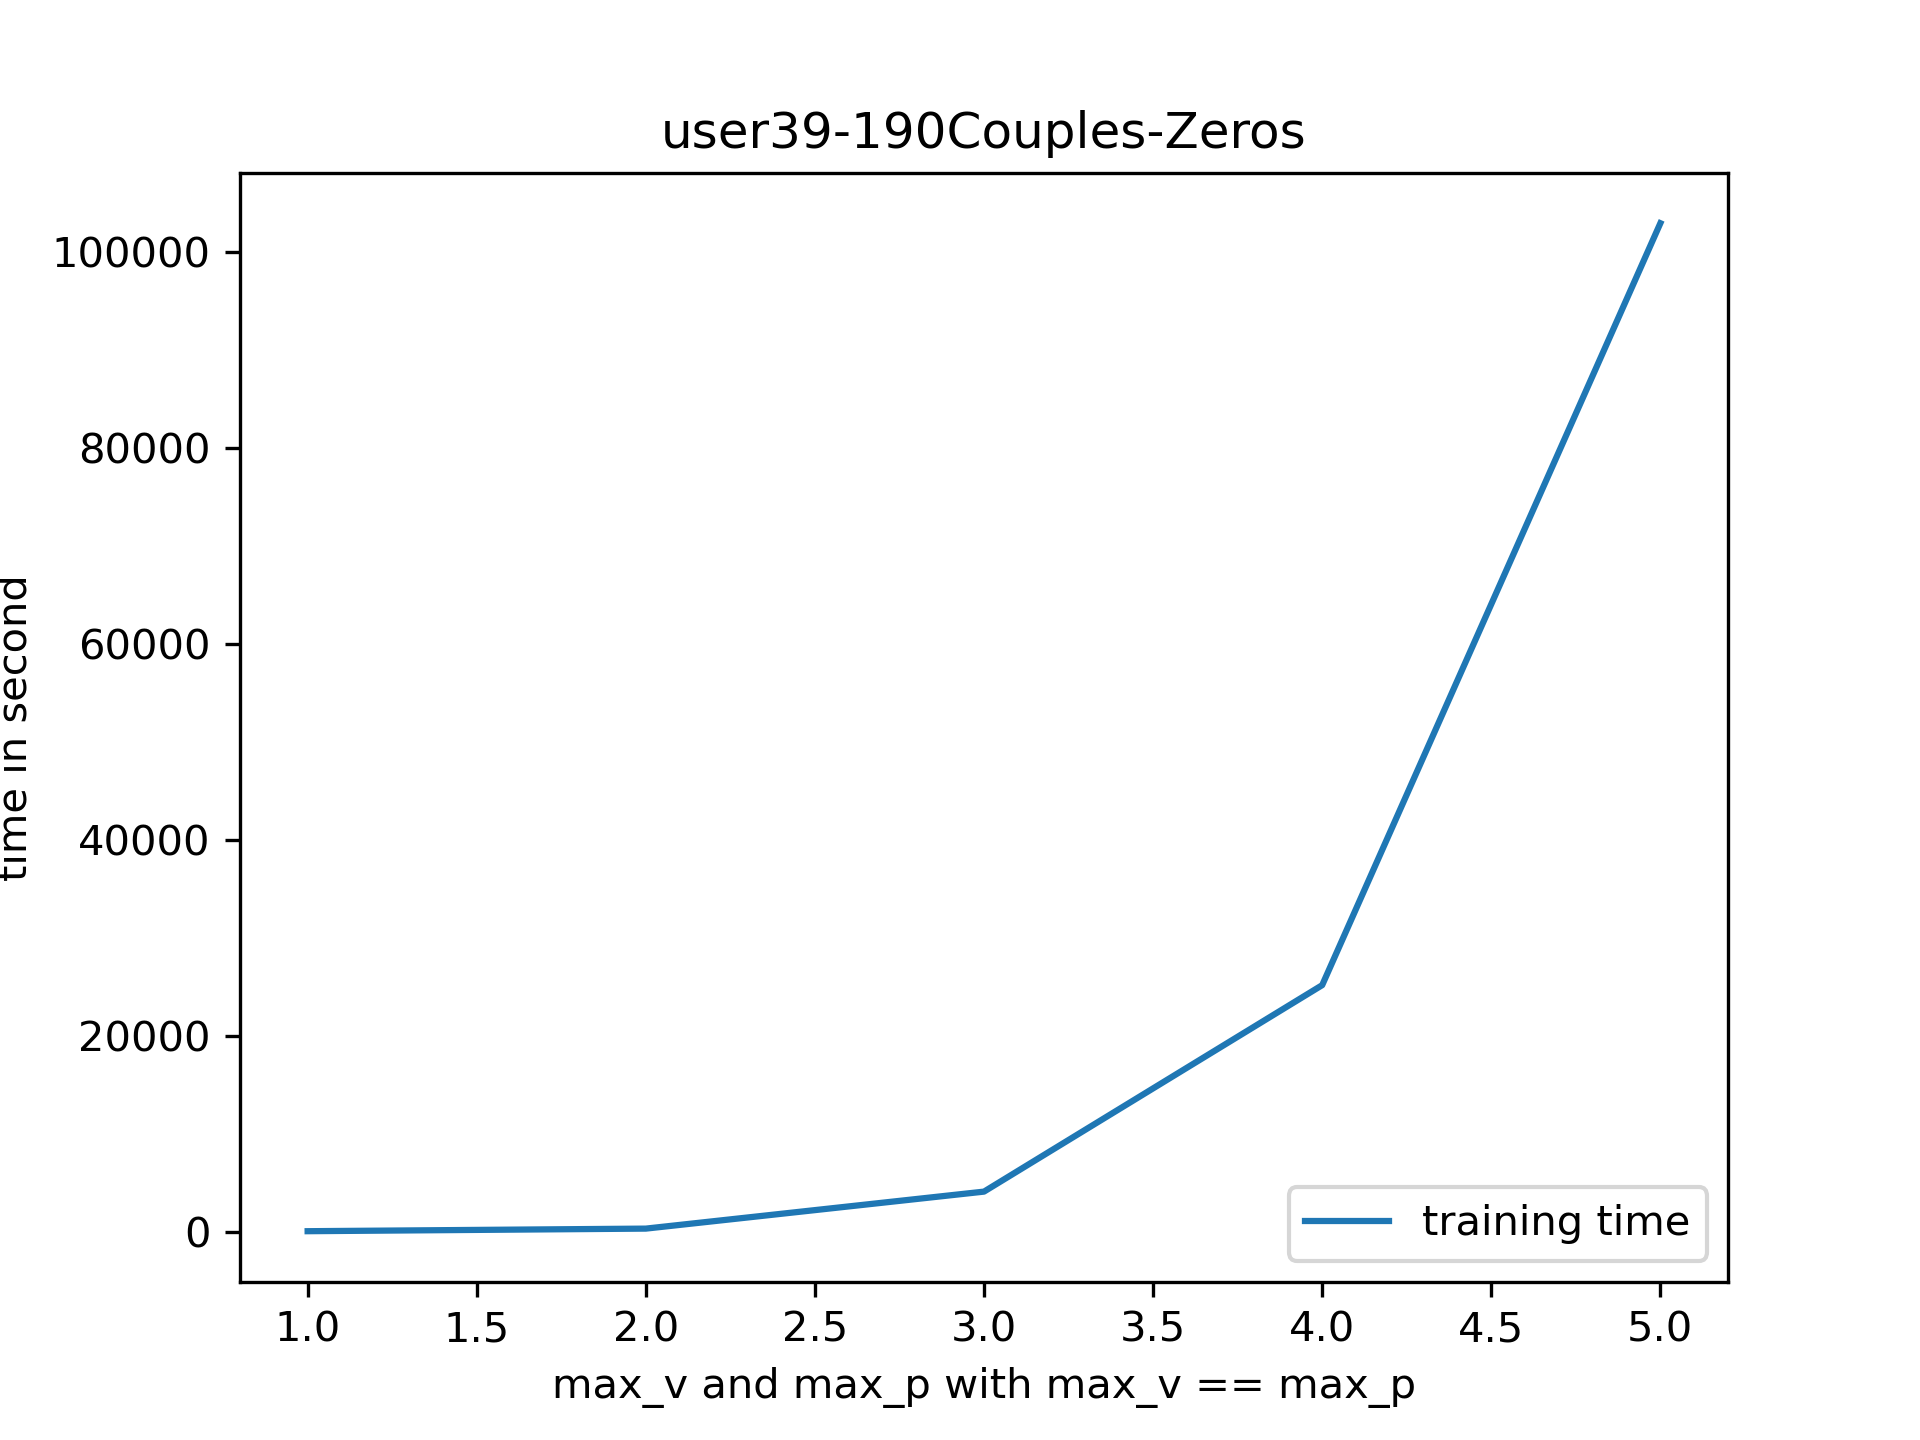 user39-190Couples-Zeros
100000
80000
60000
40000
20000
0
time in second
training time
1.0 1.5 2.0 2.5 3.0 3.5 4.0 4.5 5.0
max_v and max_p with max_v == max_p